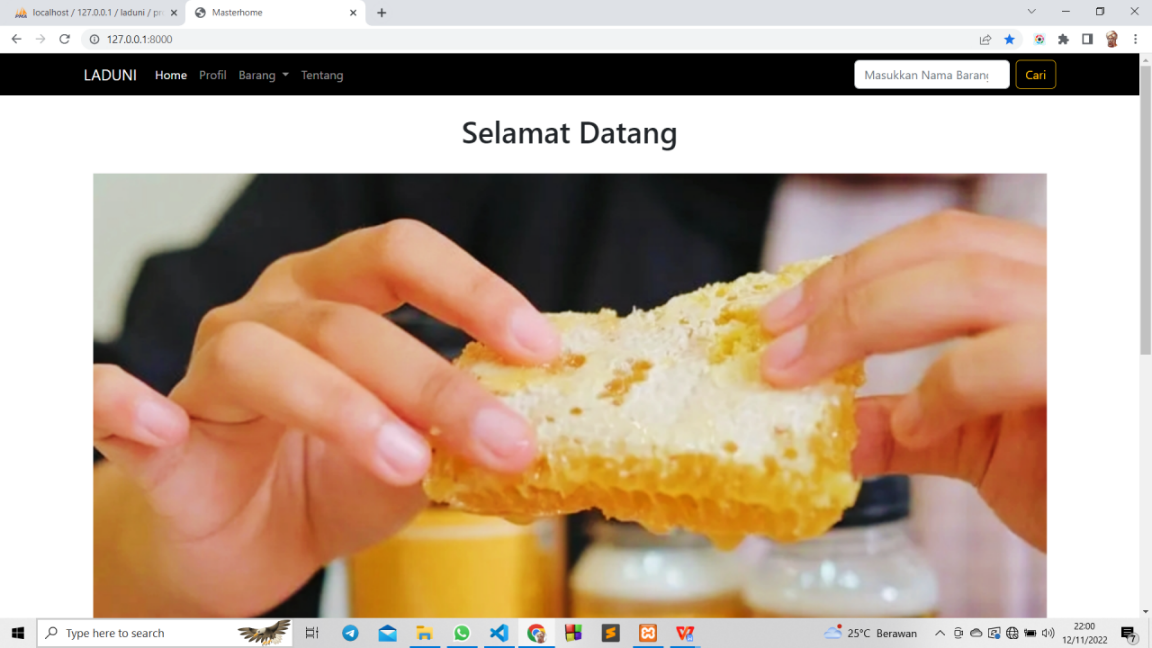 localhost / 127.0.0.1 / laduni / pr
Masterhome
127.0.0.1:8000
LADUNI Home Profil Barang Tentang
Masukkan Nama Barang Cari
Selamat Datang
Type here to search
25°C Berawan
22:00
12/11/2022
7